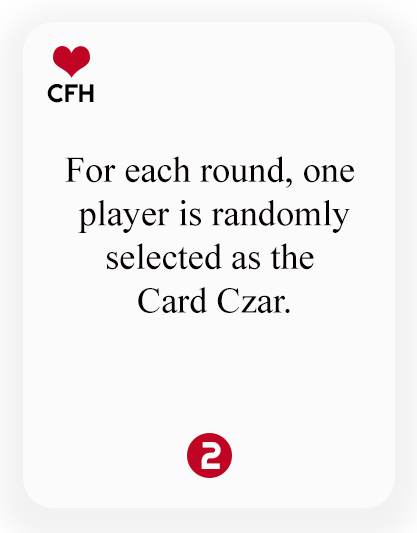 CFH
For each round, one
player is randomly
selected as the
Card Czar.
2